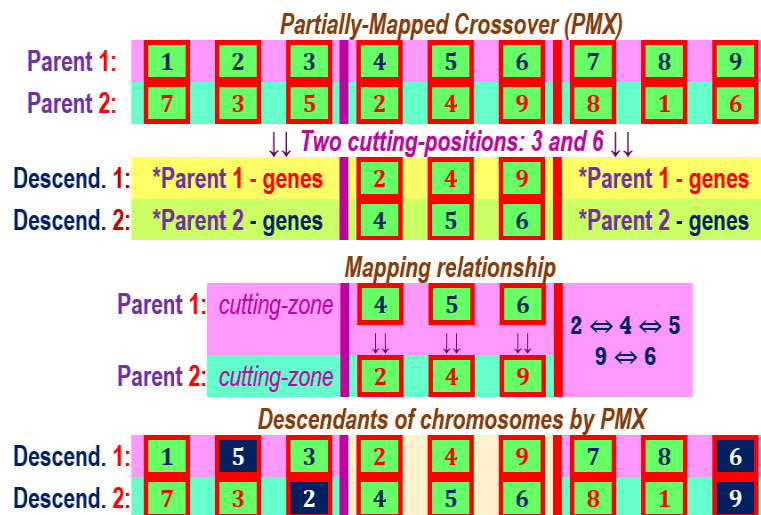 Partially-Mapped Crossover (PMX)
Parent 1: 1 2 3 4 5 6 7 8 9
Parent 2: 7 3 5 2 4 9 8 1 6
↓↓ Two cutting-positions: 3 and 6 ↓↓
Descend. 1: *Parent 1 - genes 2 4 9 *Parent 1 - genes
Descend. 2: *Parent 2 - genes 4 5 6 *Parent 2 - genes
Mapping relationship
Parent 1: cutting-zone 4 5 6
↓↓ ↓↓ ↓↓
Parent 2: cutting-zone 2 4 9
2 ⇔ 4 ⇔ 5
9 ⇔ 6
Descendants of chromosomes by PMX
Descend. 1: 1 5 3 2 4 9 7 8 6
Descend. 2: 7 3 2 4 5 6 8 1 9